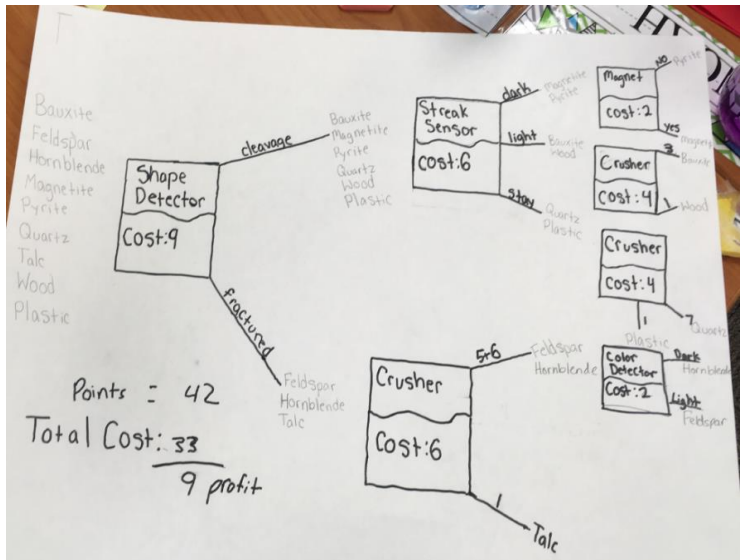 Bauxite
Feldspar
Hornblende
Magnetite
Pyrite
Quartz
Talc
Wood
Plastic
Shape
Detector
Cost:9
cleavage
Bauxite
Magnetite
Pyrite
Quartz
Wood
Plastic
fractured
Feldspar
Hornblende
Talc
Streak
Sensor
Cost:6
dark
Magnetite
Pyrite
light
Bauxite
Wood
Stay
Quartz
Plastic
Magnet
cost:2
NO
Pyrite
yes
Crusher
Cost:4
3
Bauxite
1
Wood
Crusher
Cost:4
1
Plastic
7
Quartz
Crusher
Cost:6
5+6
Feldspar
Hornblende
1
Talc
Color
Detector
Cost:2
Dark
Hornblende
Light
Feldspar
Points = 42
Total Cost: 33
9 profit